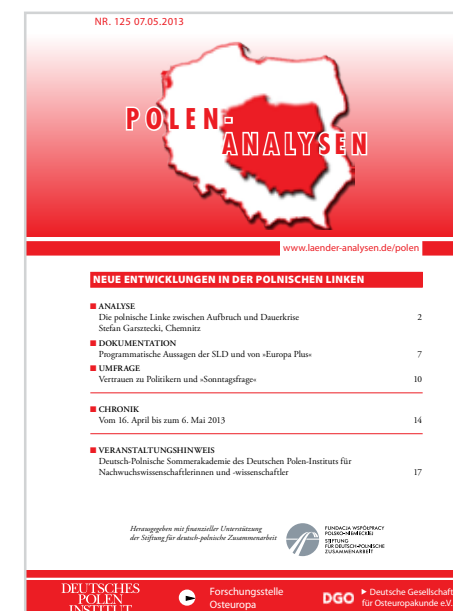 NR. 125 07.05.2013
POLEN-
ANALYSEN
www.laender-analysen.de/polen
NEUE ENTWICKLUNGEN IN DER POLNISCHEN LINKEN
ANALYSE
Die polnische Linke zwischen Aufbruch und Dauerkrise 2
Stefan Garsztecki, Chemnitz
DOKUMENTATION
Programmatische Aussagen der SLD und von »Europa Plus« 7
UMFRAGE
Vertrauen zu Politikern und »Sonntagsfrage« 10
CHRONIK
Vom 16. April bis zum 6. Mai 2013 14
VERANSTALTUNGSHINWEIS
Deutsch-Polnische Sommerakademie des Deutschen Polen-Instituts für
Nachwuchswissenschaftlerinnen und -wissenschaftler 17
Herausgegeben mit finanzieller Unterstützung
der Stiftung für deutsch-polnische Zusammenarbeit
FUNDACJA WSPÓŁPRACY
POLSKO-NIEMIECKIEJ
STIFTUNG
FÜR DEUTSCH-POLNISCHE
ZUSAMMENARBEIT
DEUTSCHES
POLEN
INSTITUT
Forschungsstelle
Osteuropa
DGO
Deutsche Gesellschaft
für Osteuropakunde e.V.